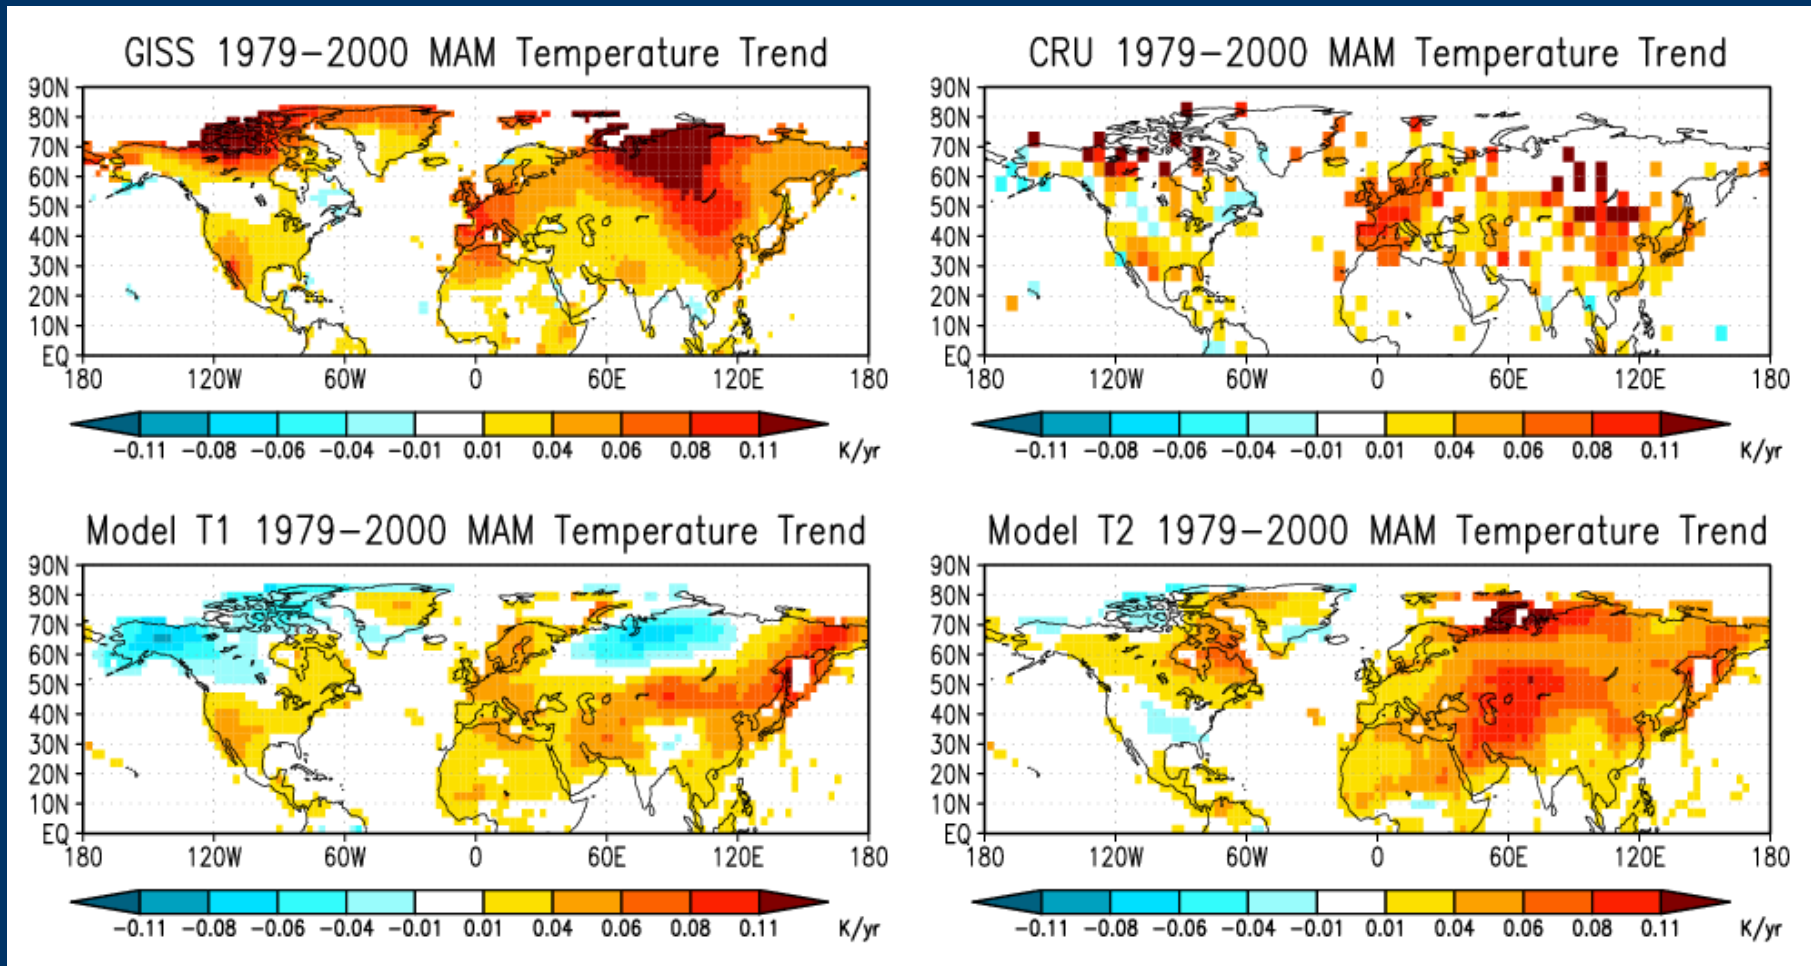 GISS 1979-2000 MAM Temperature Trend
90N
80N
70N
60N
50N
40N
30N
20N
10N
EQ
180 120W 60W 0 60E 120E 180
-0.11 -0.08 -0.06 -0.04 -0.01 0.01 0.04 0.06 0.08 0.11 K/yr
CRU 1979-2000 MAM Temperature Trend
90N
80N
70N
60N
50N
40N
30N
20N
10N
EQ
180 120W 60W 0 60E 120E 180
-0.11 -0.08 -0.06 -0.04 -0.01 0.01 0.04 0.06 0.08 0.11 K/yr
Model T1 1979-2000 MAM Temperature Trend
90N
80N
70N
60N
50N
40N
30N
20N
10N
EQ
180 120W 60W 0 60E 120E 180
-0.11 -0.08 -0.06 -0.04 -0.01 0.01 0.04 0.06 0.08 0.11 K/yr
Model T2 1979-2000 MAM Temperature Trend
90N
80N
70N
60N
50N
40N
30N
20N
10N
EQ
180 120W 60W 0 60E 120E 180
-0.11 -0.08 -0.06 -0.04 -0.01 0.01 0.04 0.06 0.08 0.11 K/yr